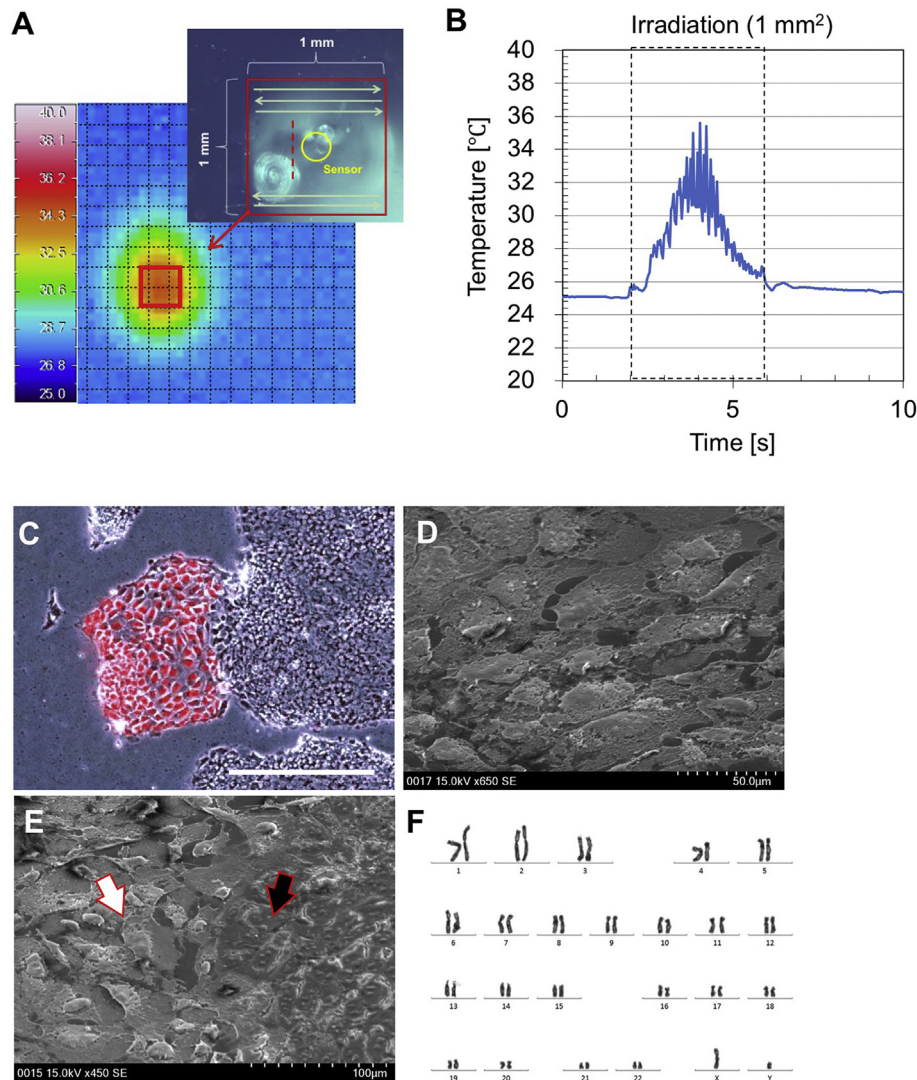 A
1 mm
1 mm
Sensor
40.0
38.1
36.2
34.3
32.5
30.6
28.7
26.8
25.0
B
Irradiation (1 mm²)
Temperature [℃]
40
38
36
34
32
30
28
26
24
22
20
0
5
10
Time [s]
C
D
0017 15.0kV x650 SE
50.0µm
E
0015 15.0kV x450 SE
100µm
F
1 2 3 4 5
6 7 8 9 10 11 12
13 14 15 16 17 18
19 20 21 22 X Y